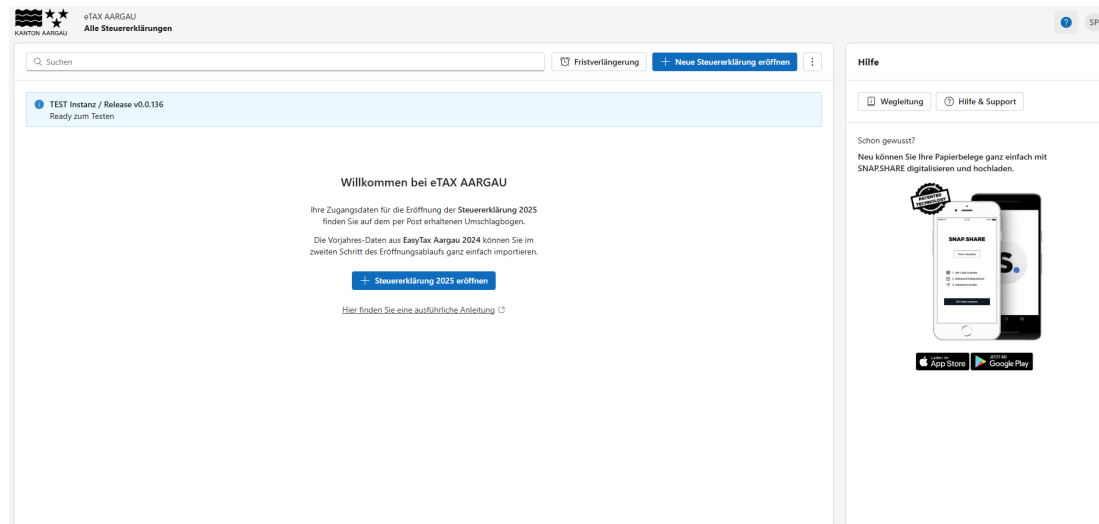 KANTON AARGAU
eTAX AARGAU
Alle Steuererklärungen
?
SP
Suchen
Fristverlängerung
+ Neue Steuererklärung eröffnen
Hilfe
TEST Instanz / Release v0.0.136
Ready zum Testen
Wegleitung
Hilfe & Support
Schon gewusst?
Neu können Sie Ihre Papierbelege ganz einfach mit
SNAP.SHARE digitalisieren und hochladen.
PATENTED
TECHNOLOGY
SNAP.SHARE
Willkommen bei eTAX AARGAU
Ihre Zugangsdaten für die Eröffnung der Steuererklärung 2025
finden Sie auf dem per Post erhaltenen Umschlagbogen.
Die Vorjahres-Daten aus EasyTax Aargau 2024 können Sie im
zweiten Schritt des Eröffnungsablaufs ganz einfach importieren.
+ Steuererklärung 2025 eröffnen
Hier finden Sie eine ausführliche Anleitung
Laden im
App Store
JETZT BEI
Google Play